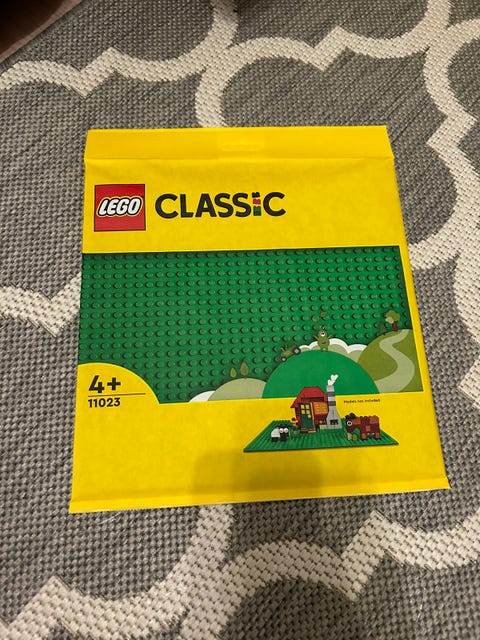 LEGO
CLASSIC
4+
11023
Models not included